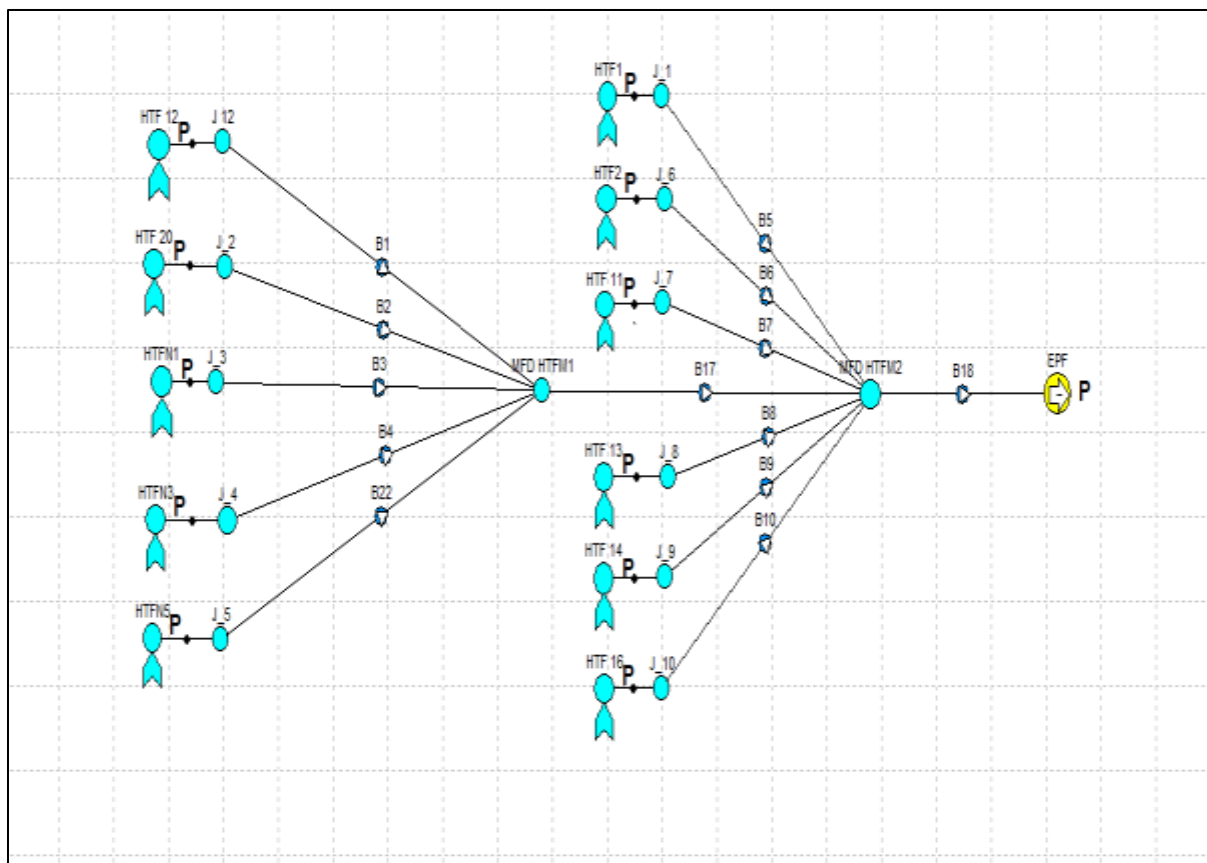 HTF 12
P
J 12
HTF 20
P
J_2
HTFN1
P
J_3
HTFN3
P
J_4
HTFN5
P
J_5
B1
B2
B3
B4
B22
MFD HTFM1
HTF1
P
J_1
HTF2
P
J_6
HTF 11
P
J_7
B5
B6
B7
B17
MFD HTFM2
B18
EPF
P
HTF 13
P
J_8
HTF 14
P
J_9
HTF 16
P
J_10
B8
B9
B10